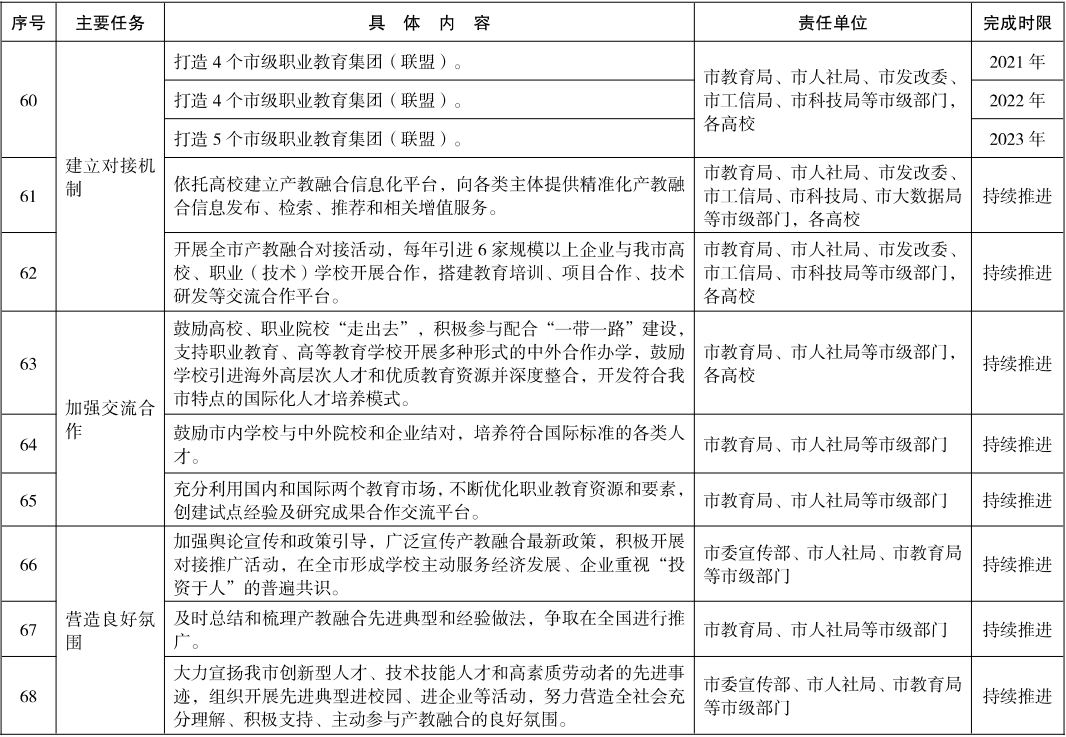 序号 主要任务 具体内容 责任单位 完成时限
60
建立对接机
制
打造 4 个市级职业教育集团（联盟）。
打造 4 个市级职业教育集团（联盟）。
打造 5 个市级职业教育集团（联盟）。
市教育局、市人社局、市发改委、
市工信局、市科技局等市级部门，
各高校
2021 年
2022 年
2023 年
61
依托高校建立产教融合信息化平台，向各类主体提供精准化产教融
合信息发布、检索、推荐和相关增值服务。
市教育局、市人社局、市发改委、
市工信局、市科技局、市大数据局
等市级部门，各高校
持续推进
62
开展全市产教融合对接活动，每年引进 6 家规模以上企业与我市高
校、职业（技术）学校开展合作，搭建教育培训、项目合作、技术
研发等交流合作平台。
市教育局、市人社局、市发改委、
市工信局、市科技局等市级部门，
各高校
持续推进
63
加强交流合
作
鼓励高校、职业院校“走出去”，积极参与配合“一带一路”建设，
支持职业教育、高等教育学校开展多种形式的中外合作办学，鼓励
学校引进海外高层次人才和优质教育资源并深度整合，开发符合我
市特点的国际化人才培养模式。
市教育局、市人社局等市级部门，
各高校
持续推进
64
鼓励市内学校与中外院校和企业结对，培养符合国际标准的各类人
才。
市教育局、市人社局等市级部门
持续推进
65
充分利用国内和国际两个教育市场，不断优化职业教育资源和要素，
创建试点经验及研究成果合作交流平台。
市教育局、市人社局等市级部门
持续推进
66
营造良好氛
围
加强舆论宣传和政策引导，广泛宣传产教融合最新政策，积极开展
对接推广活动，在全市形成学校主动服务经济发展、企业重视“投
资于人”的普遍共识。
市委宣传部、市人社局、市教育局
等市级部门
持续推进
67
及时总结和梳理产教融合先进典型和经验做法，争取在全国进行推
广。
市教育局、市人社局等市级部门
持续推进
68
大力宣扬我市创新型人才、技术技能人才和高素质劳动者的先进事
迹，组织开展先进典型进校园、进企业等活动，努力营造全社会充
分理解、积极支持、主动参与产教融合的良好氛围。
市委宣传部、市人社局、市教育局
等市级部门
持续推进